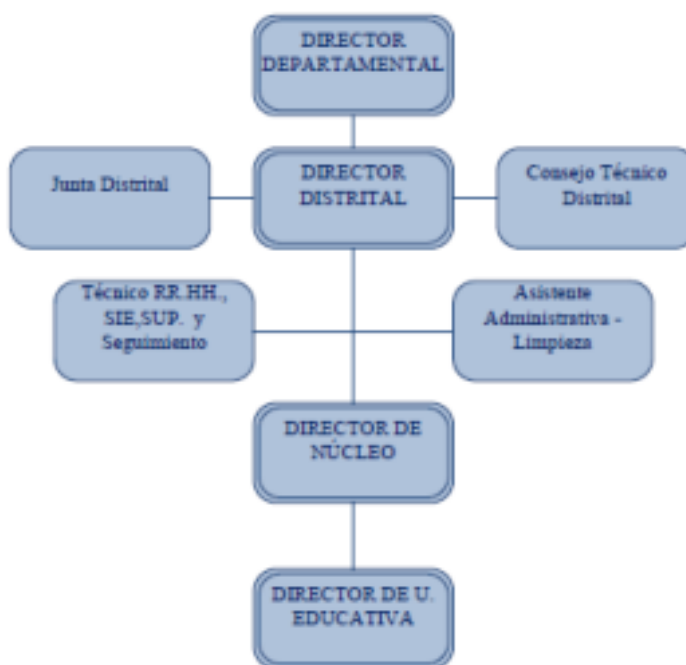 DIRECTOR
DEPARTAMENTAL
Junta Distrital
DIRECTOR
DISTRITAL
Consejo Técnico
Distrital
Técnico RR.HH.,
SIE,SUP. y
Seguimiento
Asistente
Administrativa -
Limpieza
DIRECTOR DE
NÚCLEO
DIRECTOR DE U.
EDUCATIVA